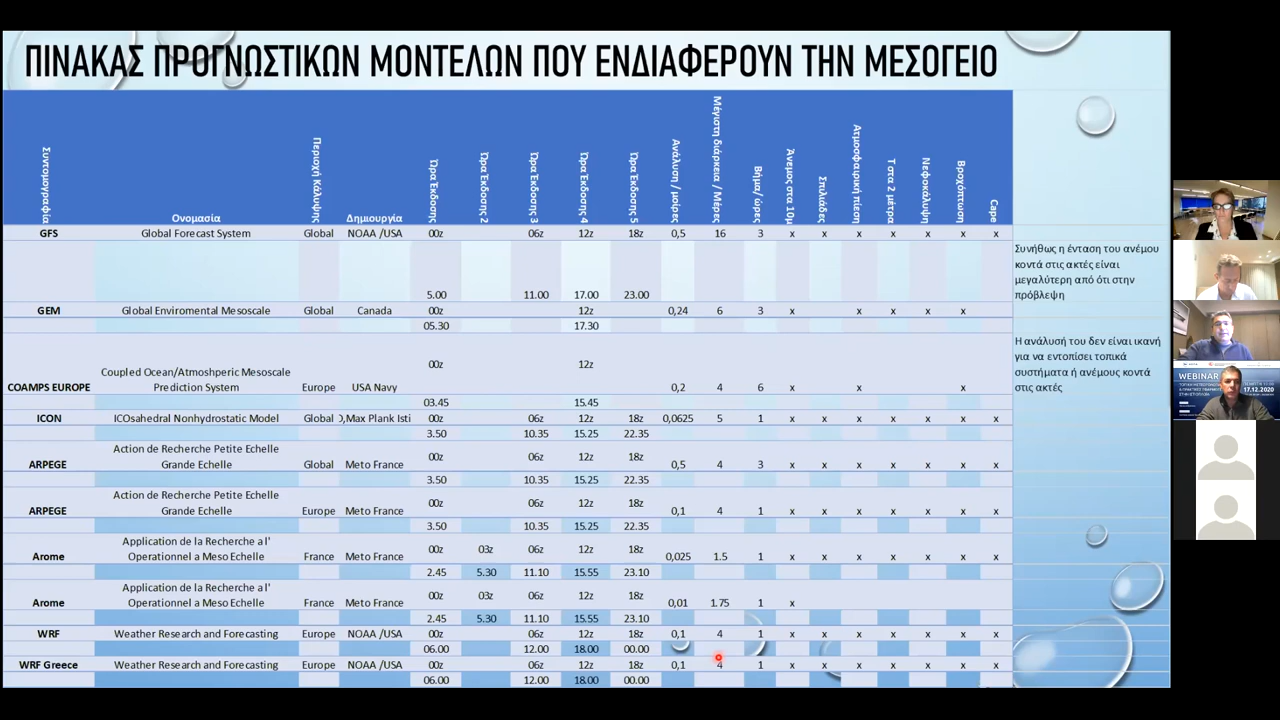 ΠΙΝΑΚΑΣ ΠΡΟΓΝΩΣΤΙΚΩΝ ΜΟΝΤΕΛΩΝ ΠΟΥ ΕΝΔΙΑΦΕΡΟΥΝ ΤΗΝ ΜΕΣΟΓΕΙΟ
Συντομογραφία Ονομασία Περιοχή Κάλυψης Δημιουργία Ώρα Έκδοσης Ώρα Έκδοσης 2 Ώρα Έκδοσης 3 Ώρα Έκδοσης 4 Ώρα Έκδοσης 5 Ανάλυση / μοίρες Μέγιστη διάρκεια / Μέρες Βήμα/ ώρες Άνεμος στα 10μ Σπιλιάδες Ατμοσφαιρική πίεση Τ στα 2 μέτρα Νεφοκάλυψη Βροχόπτωση Cape
GFS Global Forecast System Global NOAA /USA 00z 06z 12z 18z 0,5 16 3 x x x x x x x
5.00 11.00 17.00 23.00
Συνήθως η ένταση του ανέμου
κοντά στις ακτές είναι
μεγαλύτερη από ότι στην
πρόβλεψη
GEM Global Enviromental Mesoscale Global Canada 00z 12z 0,24 6 3 x x x x x
05.30 17.30
COAMPS EUROPE Coupled Ocean/Atmoshperic Mesoscale
Prediction System Europe USA Navy 00z 12z 0,2 4 6 x x x
Η ανάλυσή του δεν είναι ικανή
για να εντοπίσει τοπικά
συστήματα ή ανέμους κοντά
στις ακτές
03.45 15.45
ICON ICOsahedral Nonhydrostatic Model Global ),Max Plank Isti 00z 06z 12z 18z 0,0625 5 1 x x x x x x x
3.50 10.35 15.25 22.35
ARPEGE Action de Recherche Petite Echelle
Grande Echelle Global Meto France 00z 06z 12z 18z 0,5 4 3 x x x x x x x
3.50 10.35 15.25 22.35
ARPEGE Action de Recherche Petite Echelle
Grande Echelle Europe Meto France 00z 06z 12z 18z 0,1 4 1 x x x x x x x
3.50 10.35 15.25 22.35
Arome Application de la Recherche a l'
Operationnel a Meso Echelle France Meto France 00z 03z 06z 12z 18z 0,025 1.5 1 x x x x x x x
2.45 5.30 11.10 15.55 23.10
Arome Application de la Recherche a l'
Operationnel a Meso Echelle France Meto France 00z 03z 06z 12z 18z 0,01 1.75 1 x
2.45 5.30 11.10 15.55 23.10
WRF Weather Research and Forecasting Europe NOAA /USA 00z 06z 12z 18z 0,1 4 1 x x x x x x x
06.00 12.00 18.00 00.00
WRF Greece Weather Research and Forecasting Europe NOAA /USA 00z 06z 12z 18z 0,1 4 1 x x x x x x x
06.00 12.00 18.00 00.00
WEBINAR
17.12.2020